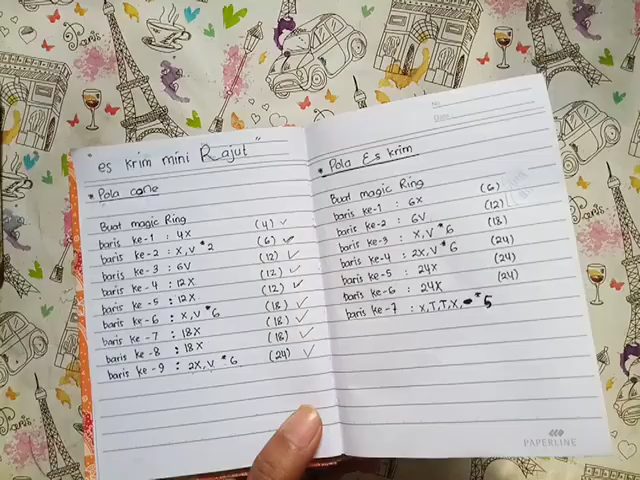 "es krim mini Rajut"
* Pola cone
Buat magic Ring
baris ke-1 : 4X (4) ✓
baris ke-2 : X, V *2 (6) ✓
baris ke-3 : 6V (12) ✓
baris ke-4 : 12X (12) ✓
baris ke-5 : 12X (12) ✓
baris ke-6 : X, V *6 (18) ✓
baris ke-7 : 18X (18) ✓
baris ke-8 : 18X (18) ✓
baris ke-9 : 2X, V *6 (24) ✓
No
Date
* Pola Es krim
Buat magic Ring
baris ke-1 : 6X (6)
baris ke-2 : 6V (12)
baris ke-3 : X, V *6 (18)
baris ke-4 : 2X, V *6 (24)
baris ke-5 : 24X (24)
baris ke-6 : 24X (24)
baris ke-7 : X, T, T, X, *5
PAPERLINE